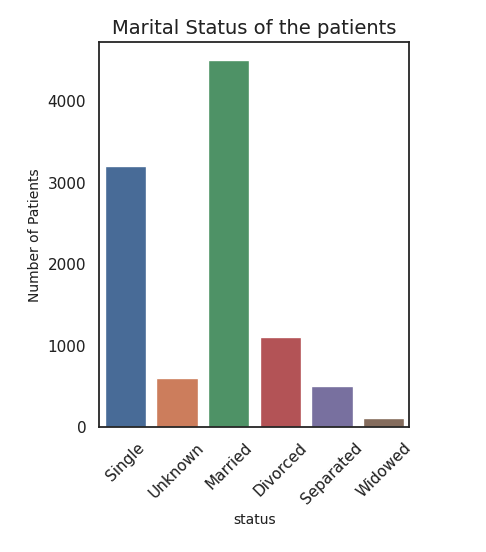 Marital Status of the patients
Number of Patients
4000
3000
2000
1000
0
Single
Unknown
Married
Divorced
Separated
Widowed
status